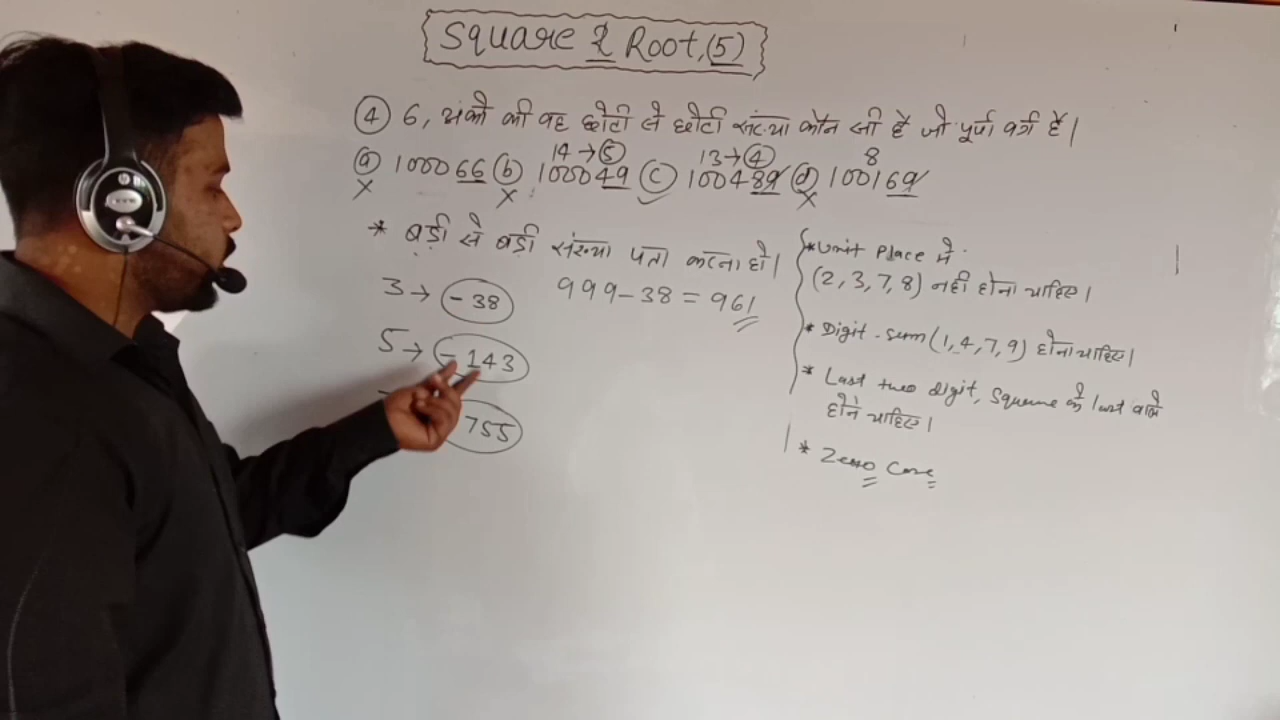 Square & Root, (5)
④ 6, अंको की वह छोटी से छोटी संख्या कौन सी है जो पूर्ण वर्ग है।
14→⑤ 13→④ 8
ⓐ 100066 ⓑ 100049 ⓒ 100489 ⓓ 100169
× × ✓ ×
* बड़ी से बड़ी संख्या पता करना हो।
3 → -38 999-38 = 961
5 → -143
755
* Unit Place में
(2, 3, 7, 8) नही होना चाहिए।
* Digit-Sum (1, 4, 7, 9) होना चाहिए।
* Last two digit, Square के last वाले
होने चाहिए।
* Zero Case
hp